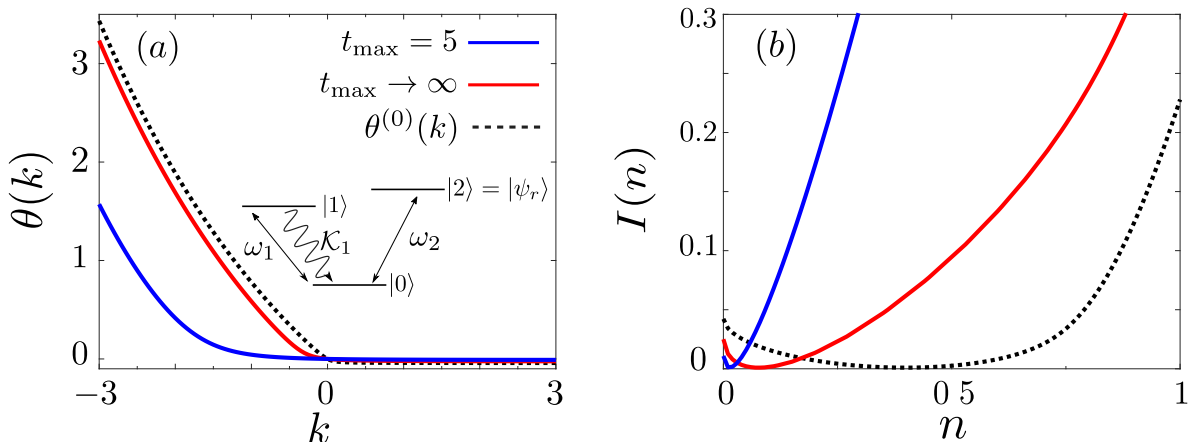 (a)
t_max = 5
t_max → ∞
θ^(0)(k)
θ(k)
3
2
1
0
|1⟩
|2⟩ = |ψ_r⟩
ω_1
𝒦_1
ω_2
|0⟩
−3
0
3
k
(b)
I(n)
0.3
0.2
0.1
0
0
0 5
1
n